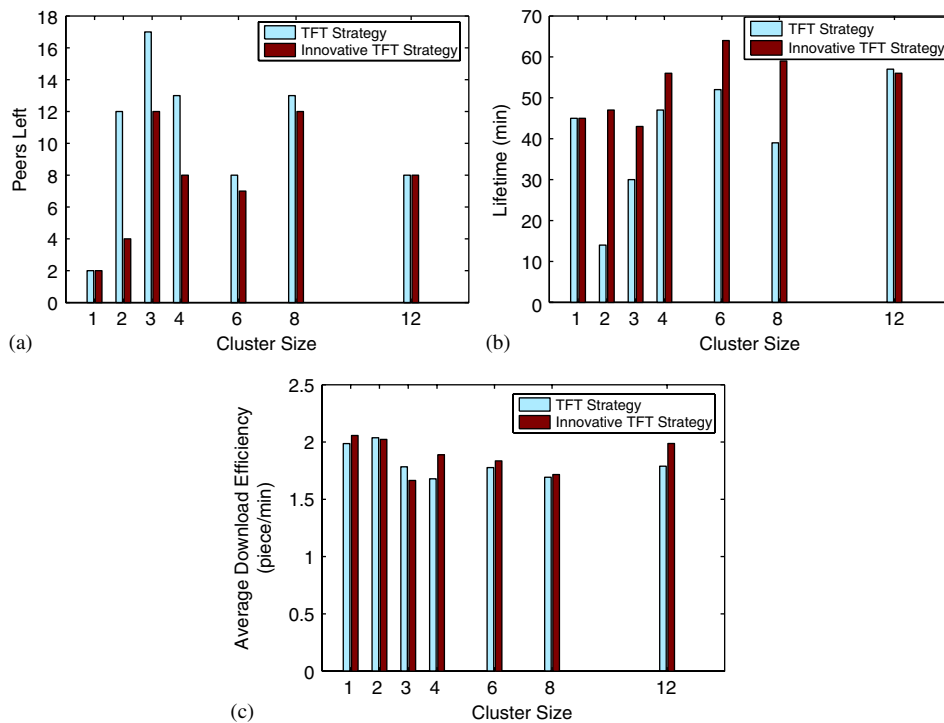 18
16
14
12
10
8
6
4
2
0
Peers Left
TFT Strategy
Innovative TFT Strategy
1 2 3 4 6 8 12
Cluster Size
(a)
70
60
50
40
30
20
10
0
Lifetime (min)
TFT Strategy
Innovative TFT Strategy
1 2 3 4 6 8 12
Cluster Size
(b)
2.5
2
1.5
1
0.5
0
Average Download Efficiency
(piece/min)
TFT Strategy
Innovative TFT Strategy
1 2 3 4 6 8 12
Cluster Size
(c)